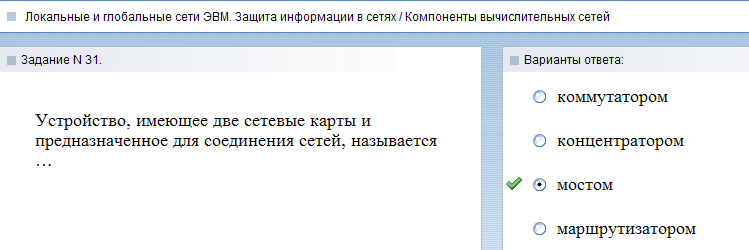 Локальные и глобальные сети ЭВМ. Защита информации в сетях / Компоненты вычислительных сетей
Задание N 31.
Устройство, имеющее две сетевые карты и
предназначенное для соединения сетей, называется
…
Варианты ответа:
коммутатором
концентратором
мостом
маршрутизатором